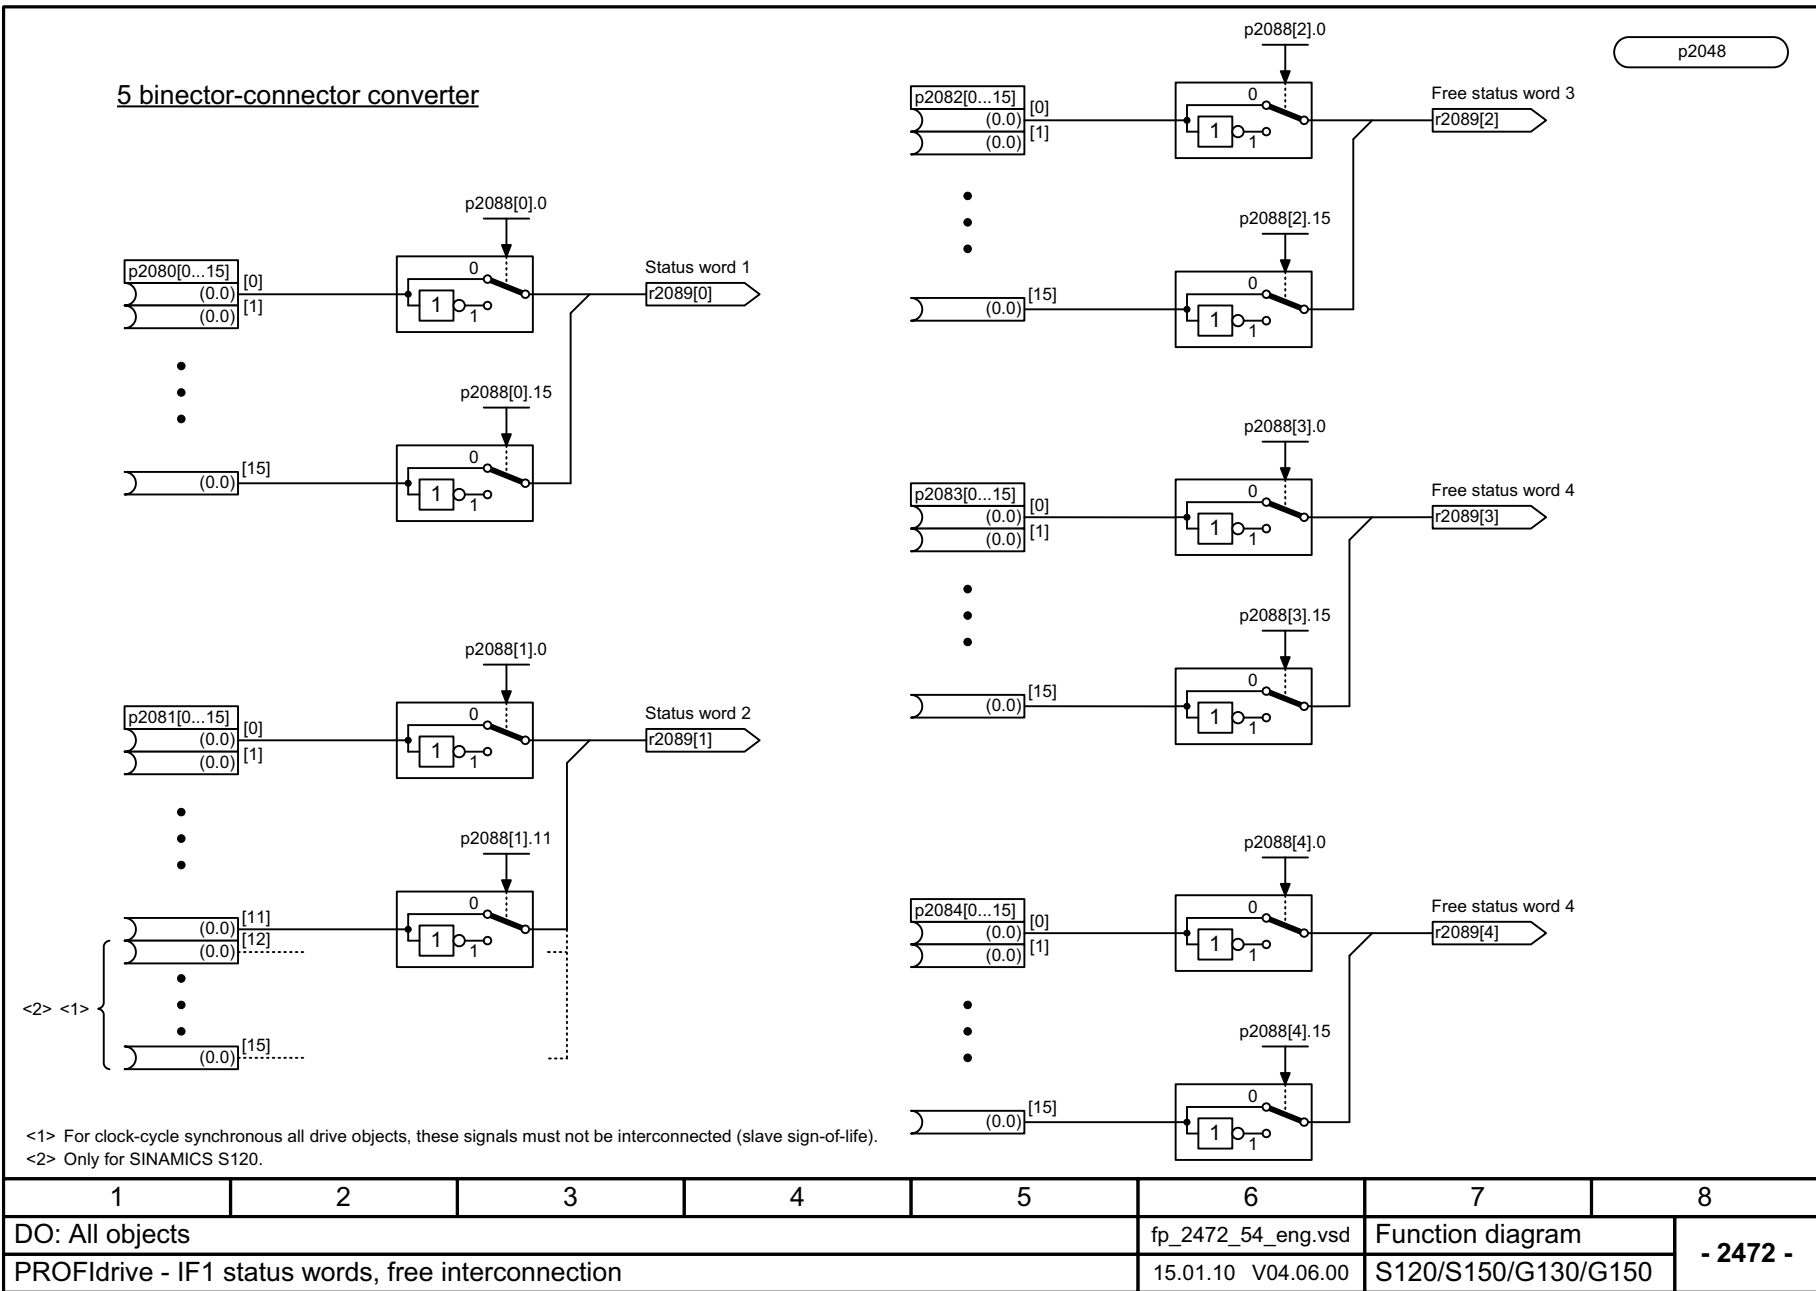 5 binector-connector converter
p2048
p2088[0].0
p2080[0...15]
(0.0)
[0]
(0.0)
[1]
0
1
1
Status word 1
r2089[0]
p2088[0].15
(0.0)
[15]
0
1
1
p2088[1].0
p2081[0...15]
(0.0)
[0]
(0.0)
[1]
0
1
1
Status word 2
r2089[1]
p2088[1].11
(0.0)
[11]
(0.0)
[12]
0
1
1
<2> <1>
(0.0)
[15]
p2088[2].0
p2082[0...15]
(0.0)
[0]
(0.0)
[1]
0
1
1
Free status word 3
r2089[2]
p2088[2].15
(0.0)
[15]
0
1
1
p2088[3].0
p2083[0...15]
(0.0)
[0]
(0.0)
[1]
0
1
1
Free status word 4
r2089[3]
p2088[3].15
(0.0)
[15]
0
1
1
p2088[4].0
p2084[0...15]
(0.0)
[0]
(0.0)
[1]
0
1
1
Free status word 4
r2089[4]
p2088[4].15
(0.0)
[15]
0
1
1
<1> For clock-cycle synchronous all drive objects, these signals must not be interconnected (slave sign-of-life).
<2> Only for SINAMICS S120.
1 2 3 4 5 6 7 8
DO: All objects
fp_2472_54_eng.vsd
Function diagram
- 2472 -
PROFIdrive - IF1 status words, free interconnection
15.01.10 V04.06.00
S120/S150/G130/G150